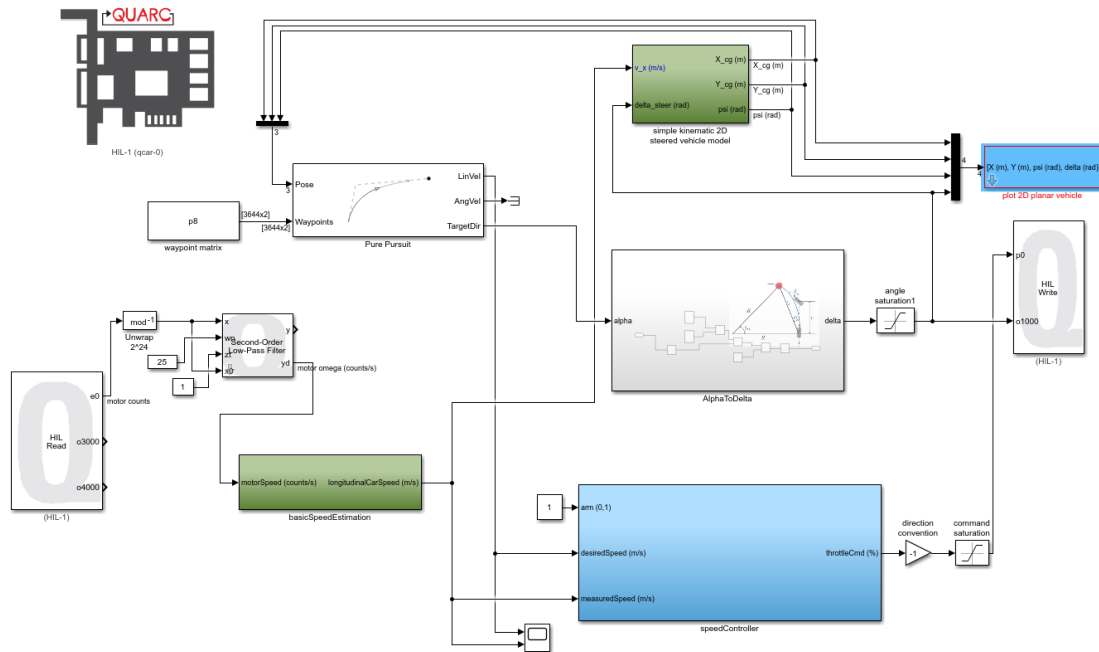 QUARC
HIL-1 (qcar-0)
3
Pose
3
Waypoints
LinVel
AngVel
TargetDir
Pure Pursuit
p8
waypoint matrix
[3644x2]
[3644x2]
v_x (m/s)
delta_steer (rad)
X_cg (m)
Y_cg (m)
psi (rad)
X_cg (m)
Y_cg (m)
psi (rad)
simple kinematic 2D
steered vehicle model
4
4
[X (m), Y (m), psi (rad), delta (rad)]
plot 2D planar vehicle
p0
HIL
Write
o1000
(HIL-1)
alpha
delta
AlphaToDelta
angle
saturation1
mod -1
Unwrap
2^24
25
1
x
wn
zt
x0
Second-Order
Low-Pass Filter
y
yd
motor omega (counts/s)
e0
motor counts
HIL
Read
o3000
o4000
(HIL-1)
motorSpeed (counts/s)
longitudinalCarSpeed (m/s)
basicSpeedEstimation
1
arm (0,1)
desiredSpeed (m/s)
measuredSpeed (m/s)
throttleCmd (%)
speedController
direction
convention
-1
command
saturation